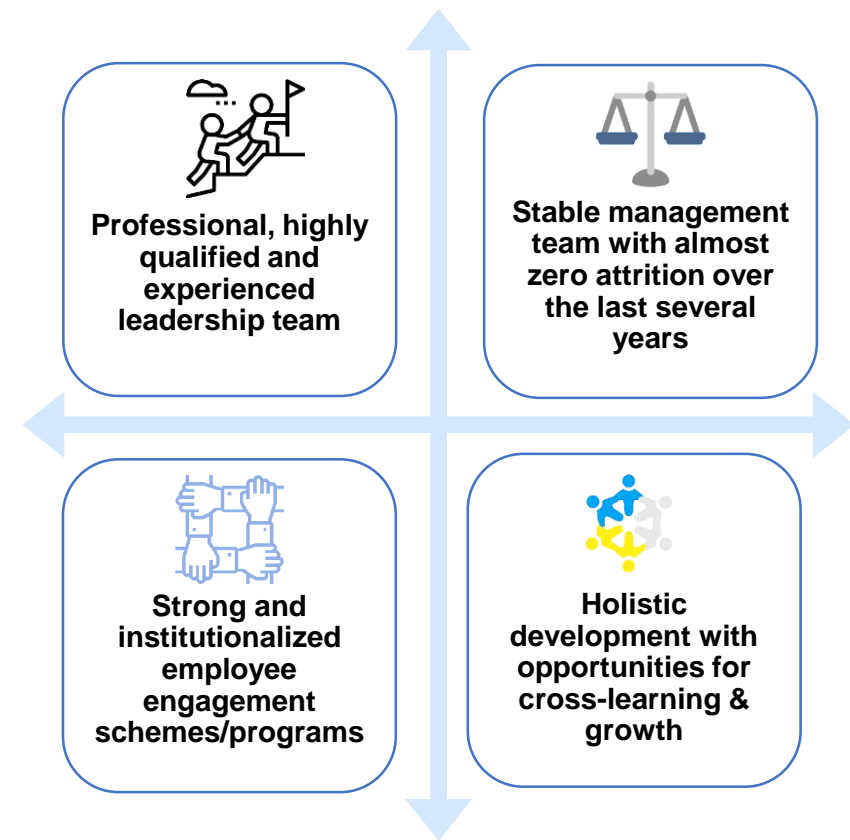 Professional, highly
qualified and
experienced
leadership team
Stable management
team with almost
zero attrition over
the last several
years
Strong and
institutionalized
employee
engagement
schemes/programs
Holistic
development with
opportunities for
cross-learning &
growth